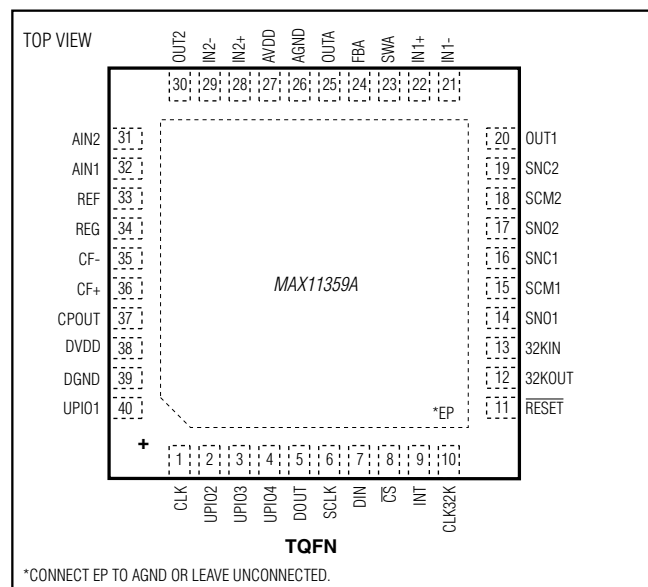 TOP VIEW
OUT2 IN2- IN2+ AVDD AGND OUTA FBA SWA IN1+ IN1-
30 29 28 27 26 25 24 23 22 21
AIN2 31
AIN1 32
REF 33
REG 34
CF- 35
CF+ 36
CPOUT 37
DVDD 38
DGND 39
UPIO1 40
MAX11359A
20 OUT1
19 SNC2
18 SCM2
17 SNO2
16 SNC1
15 SCM1
14 SNO1
13 32KIN
12 32KOUT
11 RESET
*EP
+
1 2 3 4 5 6 7 8 9 10
CLK UPIO2 UPIO3 UPIO4 DOUT SCLK DIN CS INT CLK32K
TQFN
*CONNECT EP TO AGND OR LEAVE UNCONNECTED.